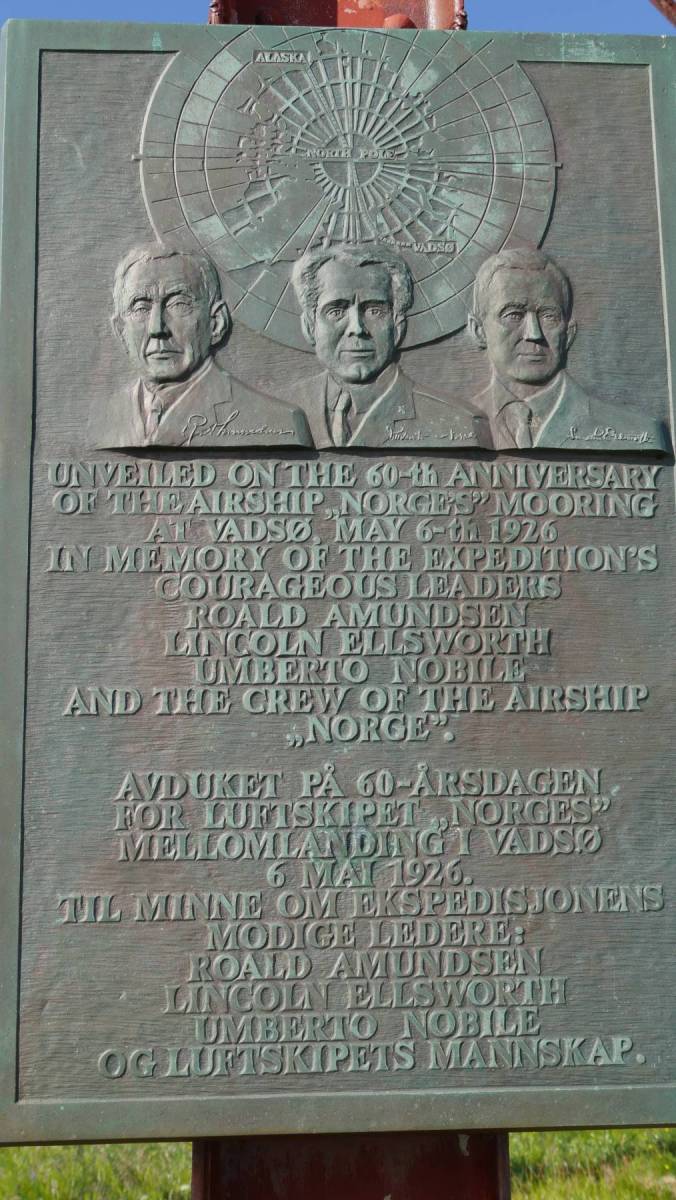 ALASKA
NORTH POLE
VADSØ
UNVEILED ON THE 60-th ANNIVERSARY
OF THE AIRSHIP „NORGE'S” MOORING
AT VADSØ, MAY 6-th 1926
IN MEMORY OF THE EXPEDITION'S
COURAGEOUS LEADERS
ROALD AMUNDSEN
LINCOLN ELLSWORTH
UMBERTO NOBILE
AND THE CREW OF THE AIRSHIP
„NORGE”.
AVDUKET PÅ 60-ÅRSDAGEN
FOR LUFTSKIPET „NORGES”
MELLOMLANDING I VADSØ
6 MAI 1926.
TIL MINNE OM EKSPEDISJONENS
MODIGE LEDERE:
ROALD AMUNDSEN
LINCOLN ELLSWORTH
UMBERTO NOBILE
OG LUFTSKIPETS MANNSKAP.